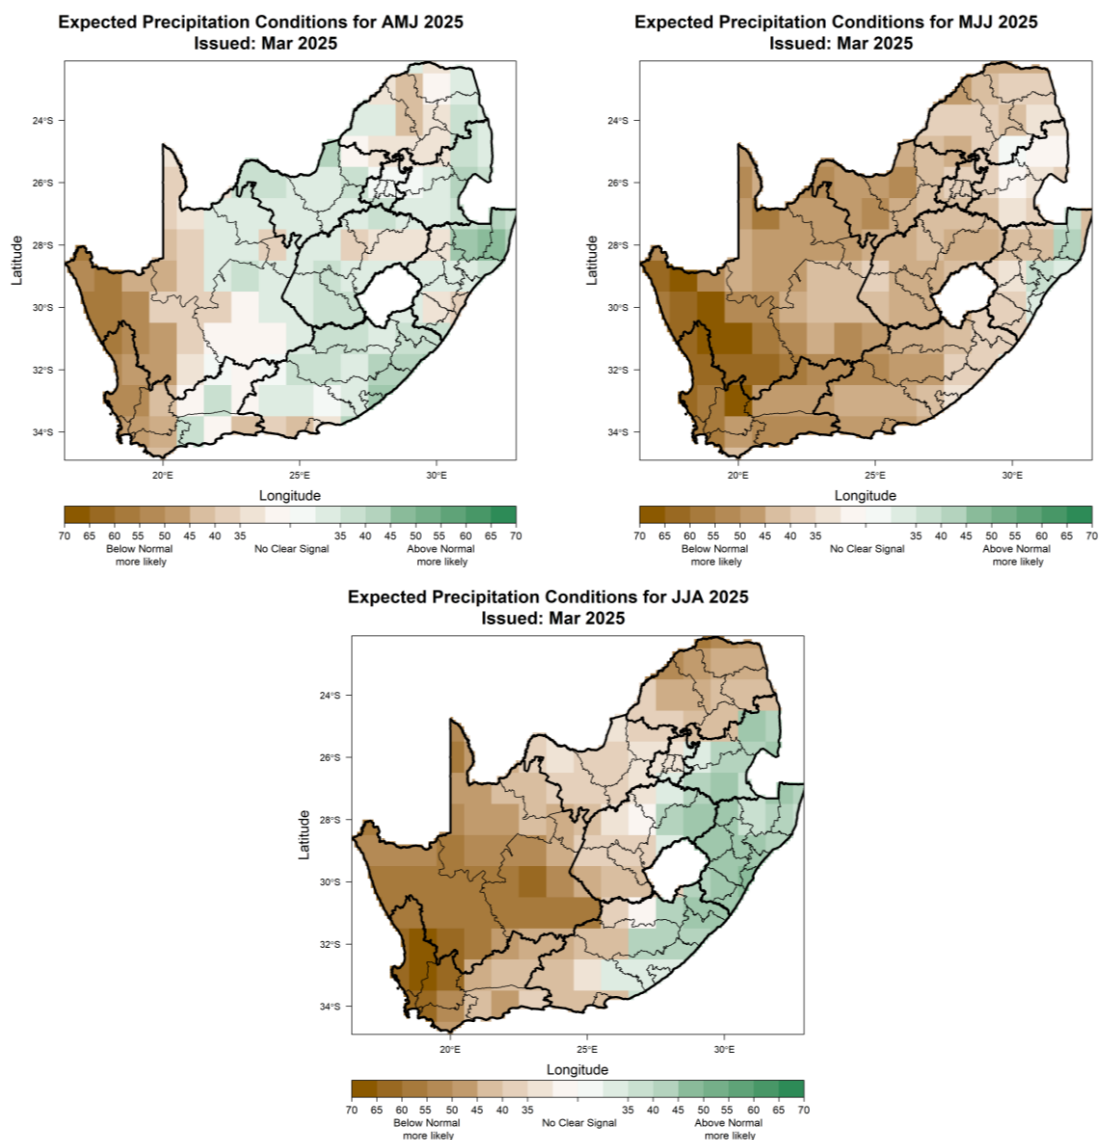 Expected Precipitation Conditions for AMJ 2025
Issued: Mar 2025
Latitude
24°S
26°S
28°S
30°S
32°S
34°S
20°E 25°E 30°E
Longitude
70 65 60 55 50 45 40 35 35 40 45 50 55 60 65 70
Below Normal No Clear Signal Above Normal
more likely more likely
Expected Precipitation Conditions for MJJ 2025
Issued: Mar 2025
Latitude
24°S
26°S
28°S
30°S
32°S
34°S
20°E 25°E 30°E
Longitude
70 65 60 55 50 45 40 35 35 40 45 50 55 60 65 70
Below Normal No Clear Signal Above Normal
more likely more likely
Expected Precipitation Conditions for JJA 2025
Issued: Mar 2025
Latitude
24°S
26°S
28°S
30°S
32°S
34°S
20°E 25°E 30°E
Longitude
70 65 60 55 50 45 40 35 35 40 45 50 55 60 65 70
Below Normal No Clear Signal Above Normal
more likely more likely